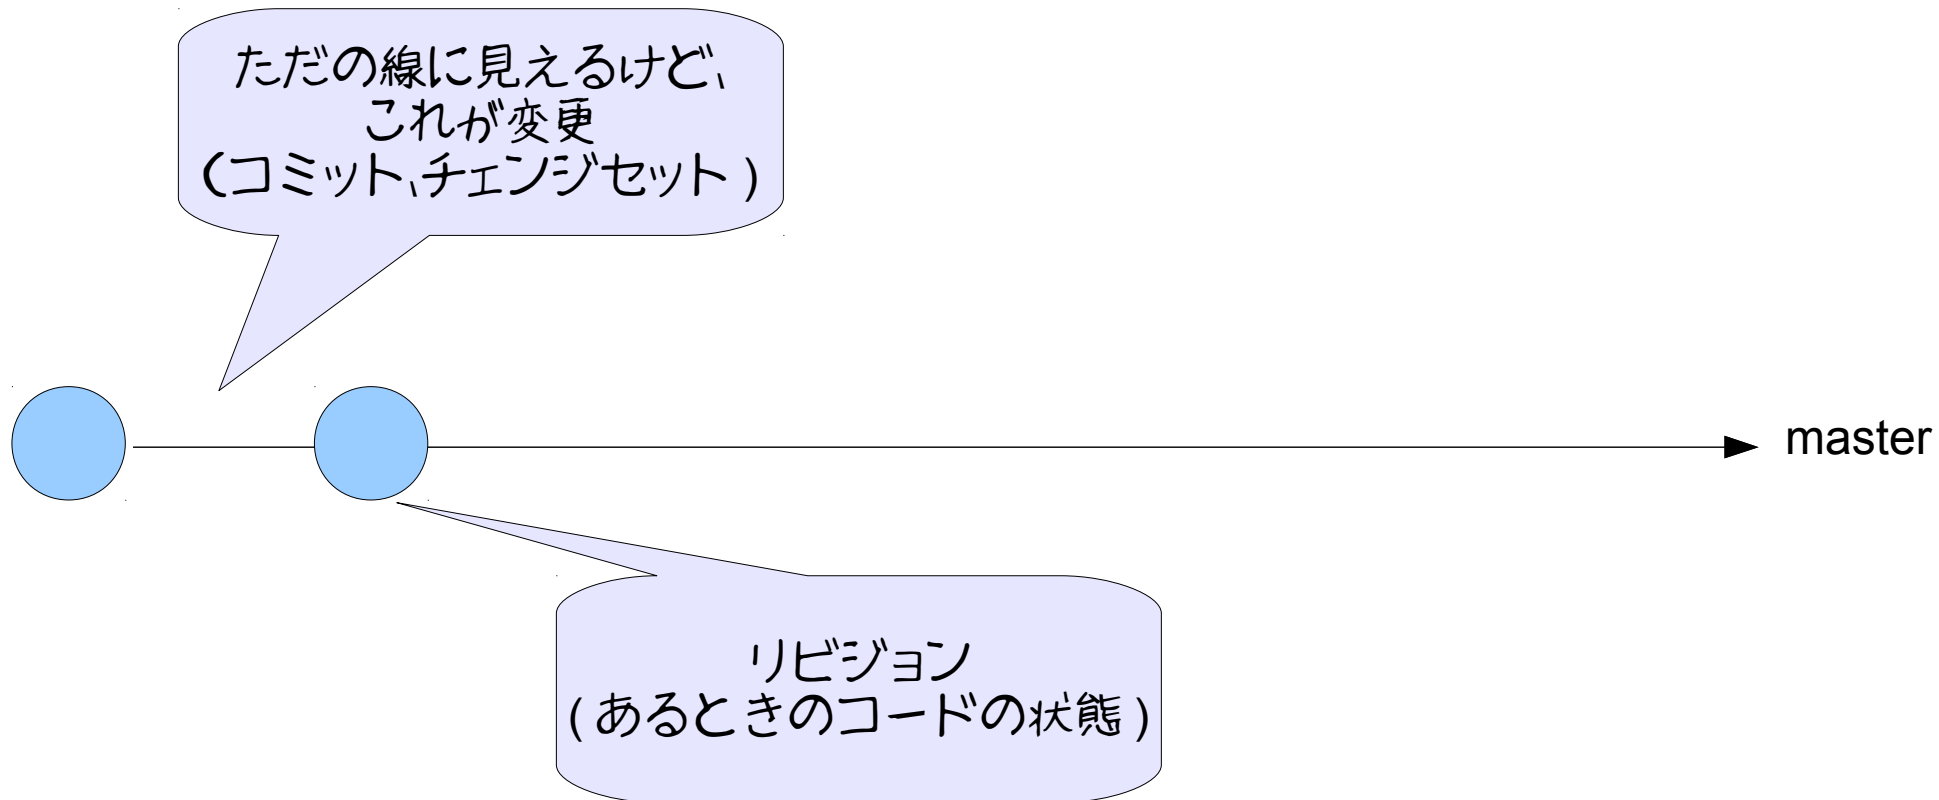 ただの線に見えるけど、
これが変更
(コミット、チェンジセット)
master
リビジョン
(あるときのコードの状態)